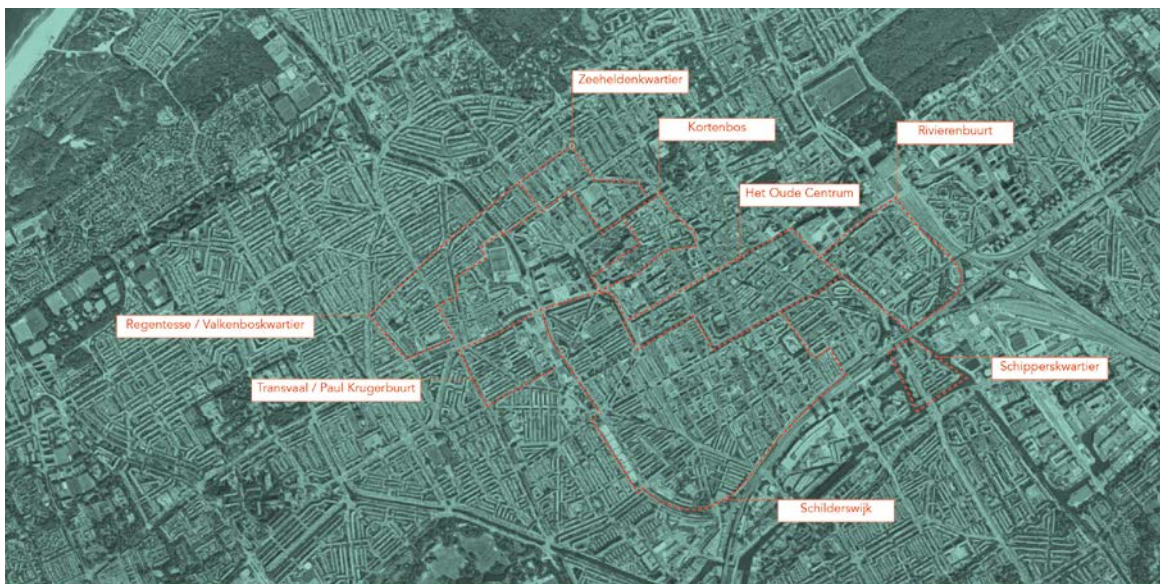 Zeeheldenkwartier
Kortenbos
Rivierenbuurt
Het Oude Centrum
Regentesse / Valkenboskwartier
Schipperskwartier
Transvaal / Paul Krugerbuurt
Schilderswijk